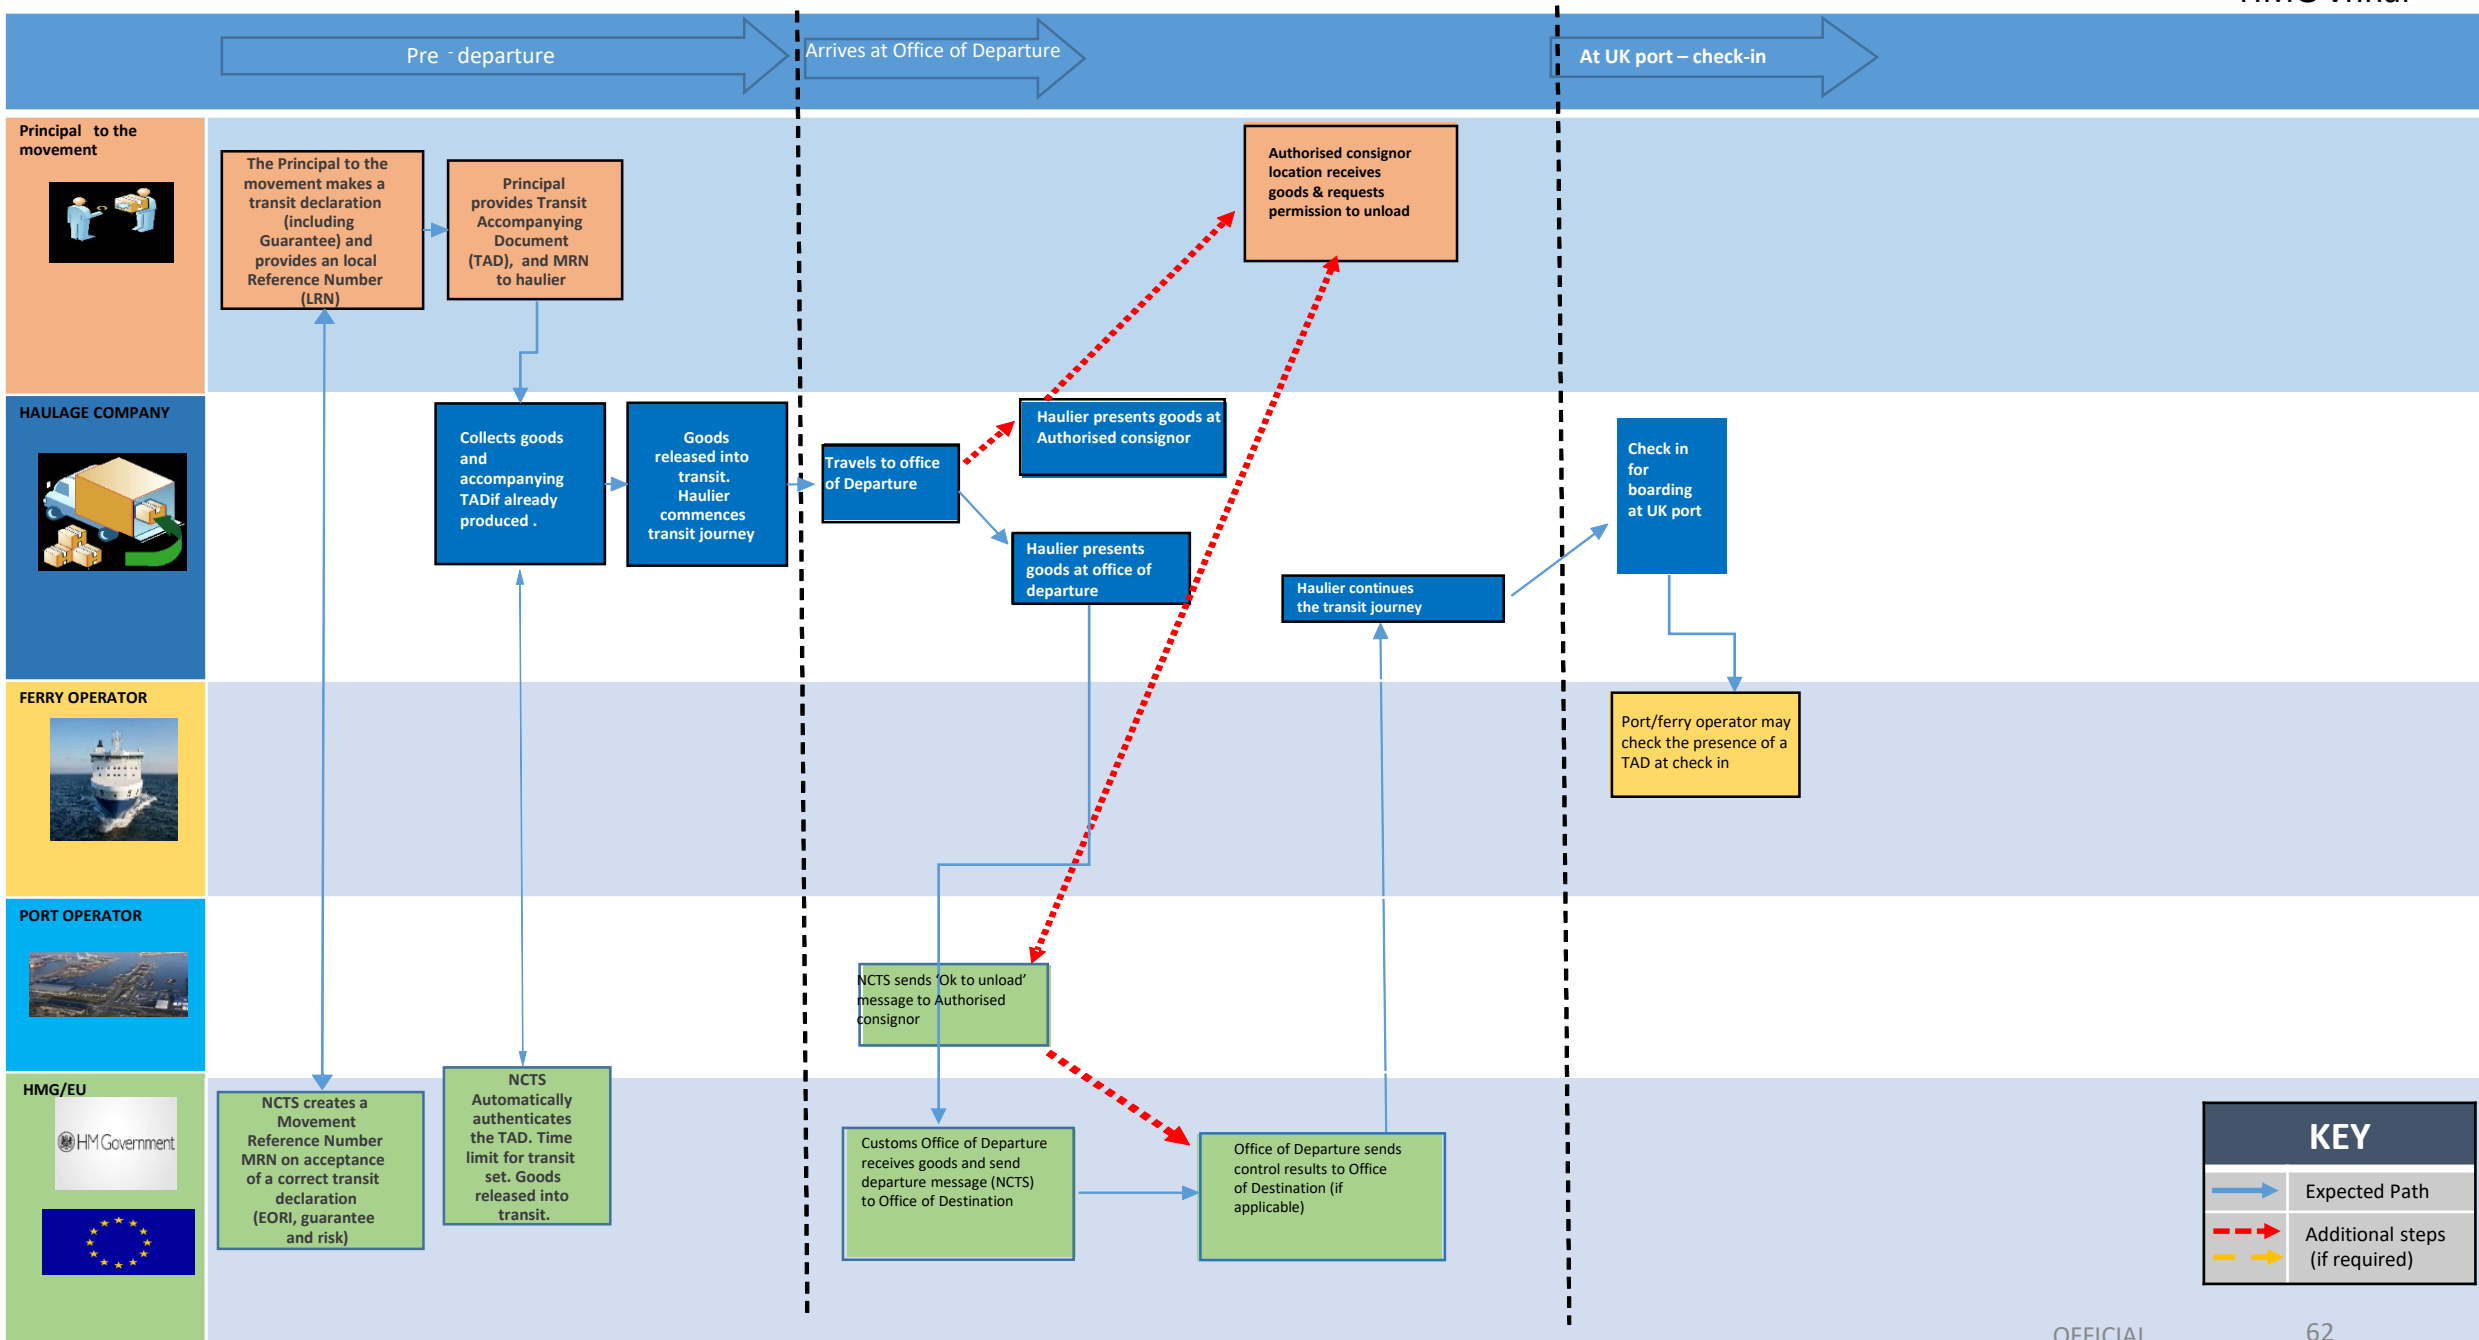 Pre - departure
Arrives at Office of Departure
At UK port – check-in
Principal to the
movement
The Principal to the
movement makes a
transit declaration
(including
Guarantee) and
provides an local
Reference Number
(LRN)
Principal
provides Transit
Accompanying
Document
(TAD), and MRN
to haulier
Authorised consignor
location receives
goods & requests
permission to unload
HAULAGE COMPANY
Collects goods
and
accompanying
TADif already
produced .
Goods
released into
transit.
Haulier
commences
transit journey
Travels to office
of Departure
Haulier presents goods at
Authorised consignor
Haulier presents
goods at office of
departure
Haulier continues
the transit journey
Check in
for
boarding
at UK port
FERRY OPERATOR
Port/ferry operator may
check the presence of a
TAD at check in
PORT OPERATOR
NCTS sends 'Ok to unload'
message to Authorised
consignor
HMG/EU
HM Government
NCTS creates a
Movement
Reference Number
MRN on acceptance
of a correct transit
declaration
(EORI, guarantee
and risk)
NCTS
Automatically
authenticates
the TAD. Time
limit for transit
set. Goods
released into
transit.
Customs Office of Departure
receives goods and send
departure message (NCTS)
to Office of Destination
Office of Departure sends
control results to Office
of Destination (if
applicable)
KEY
Expected Path
Additional steps
(if required)
OFFICIAL
62